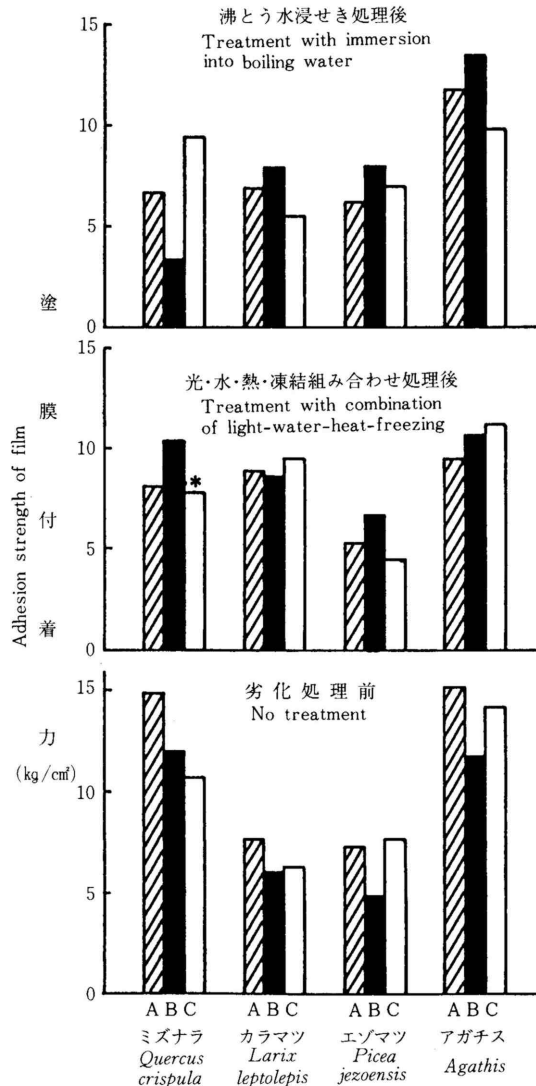 沸とう水浸せき処理後
Treatment with immersion
into boiling water
15
10
5
0
光・水・熱・凍結組み合わせ処理後
Treatment with combination
of light-water-heat-freezing
15
10
5
0
*
劣化処理前
No treatment
15
10
5
0
塗膜付着力
Adhesion strength of film
(kg/cm²)
A B C A B C A B C A B C
ミズナラ カラマツ エゾマツ アガチス
Quercus Larix Picea Agathis
crispula leptolepis jezoensis